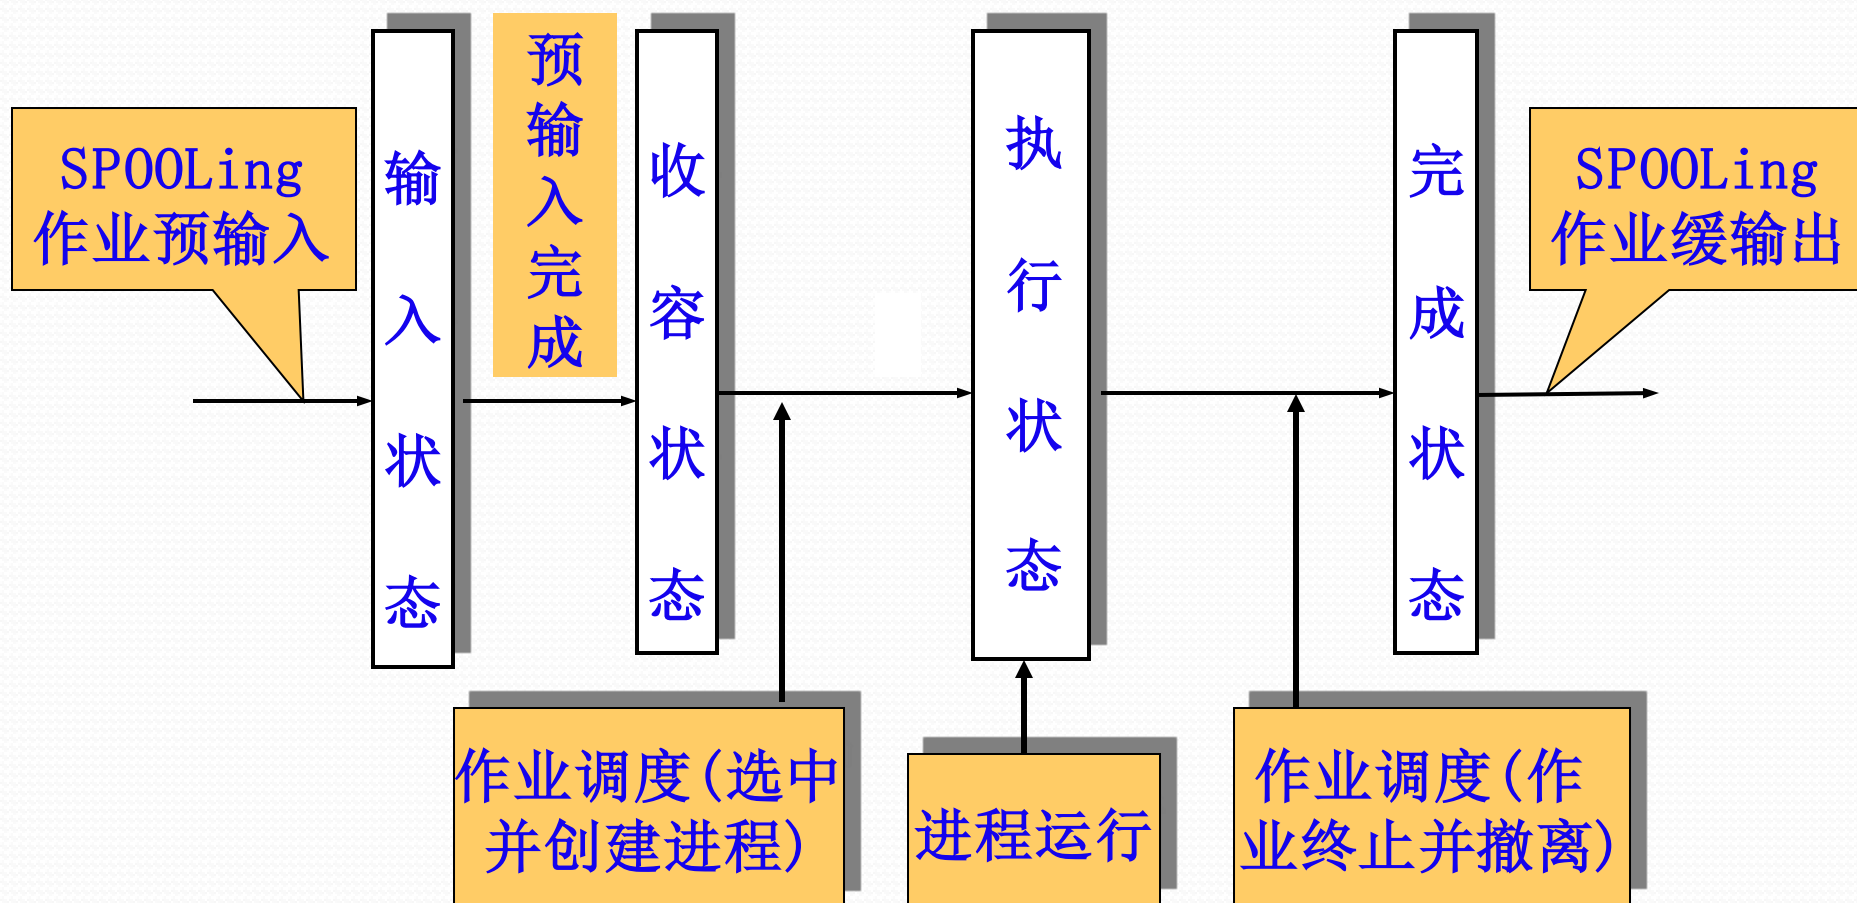 SPOOLing
作业预输入
输入状态
预输入完成
收容状态
执行状态
完成状态
SPOOLing
作业缓输出
作业调度(选中
并创建进程)
进程运行
作业调度(作
业终止并撤离)